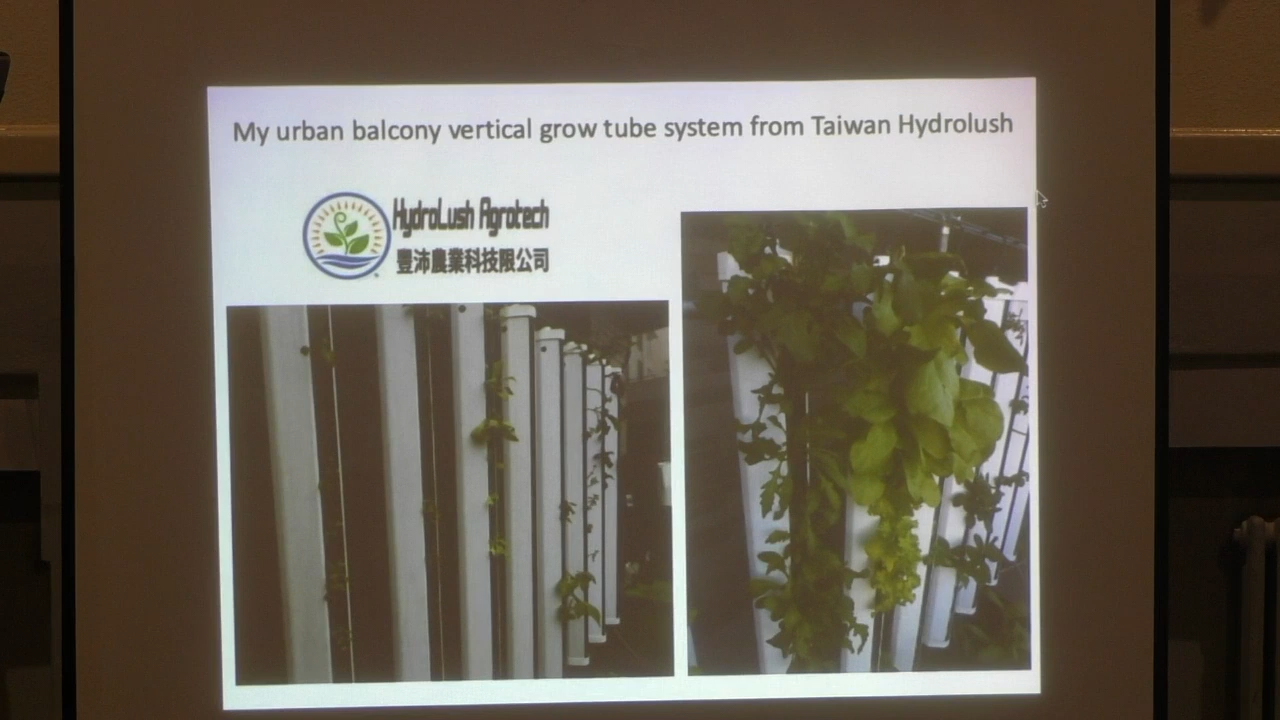 My urban balcony vertical grow tube system from Taiwan Hydrolush
HydroLush Agrotech
豐沛農業科技限公司